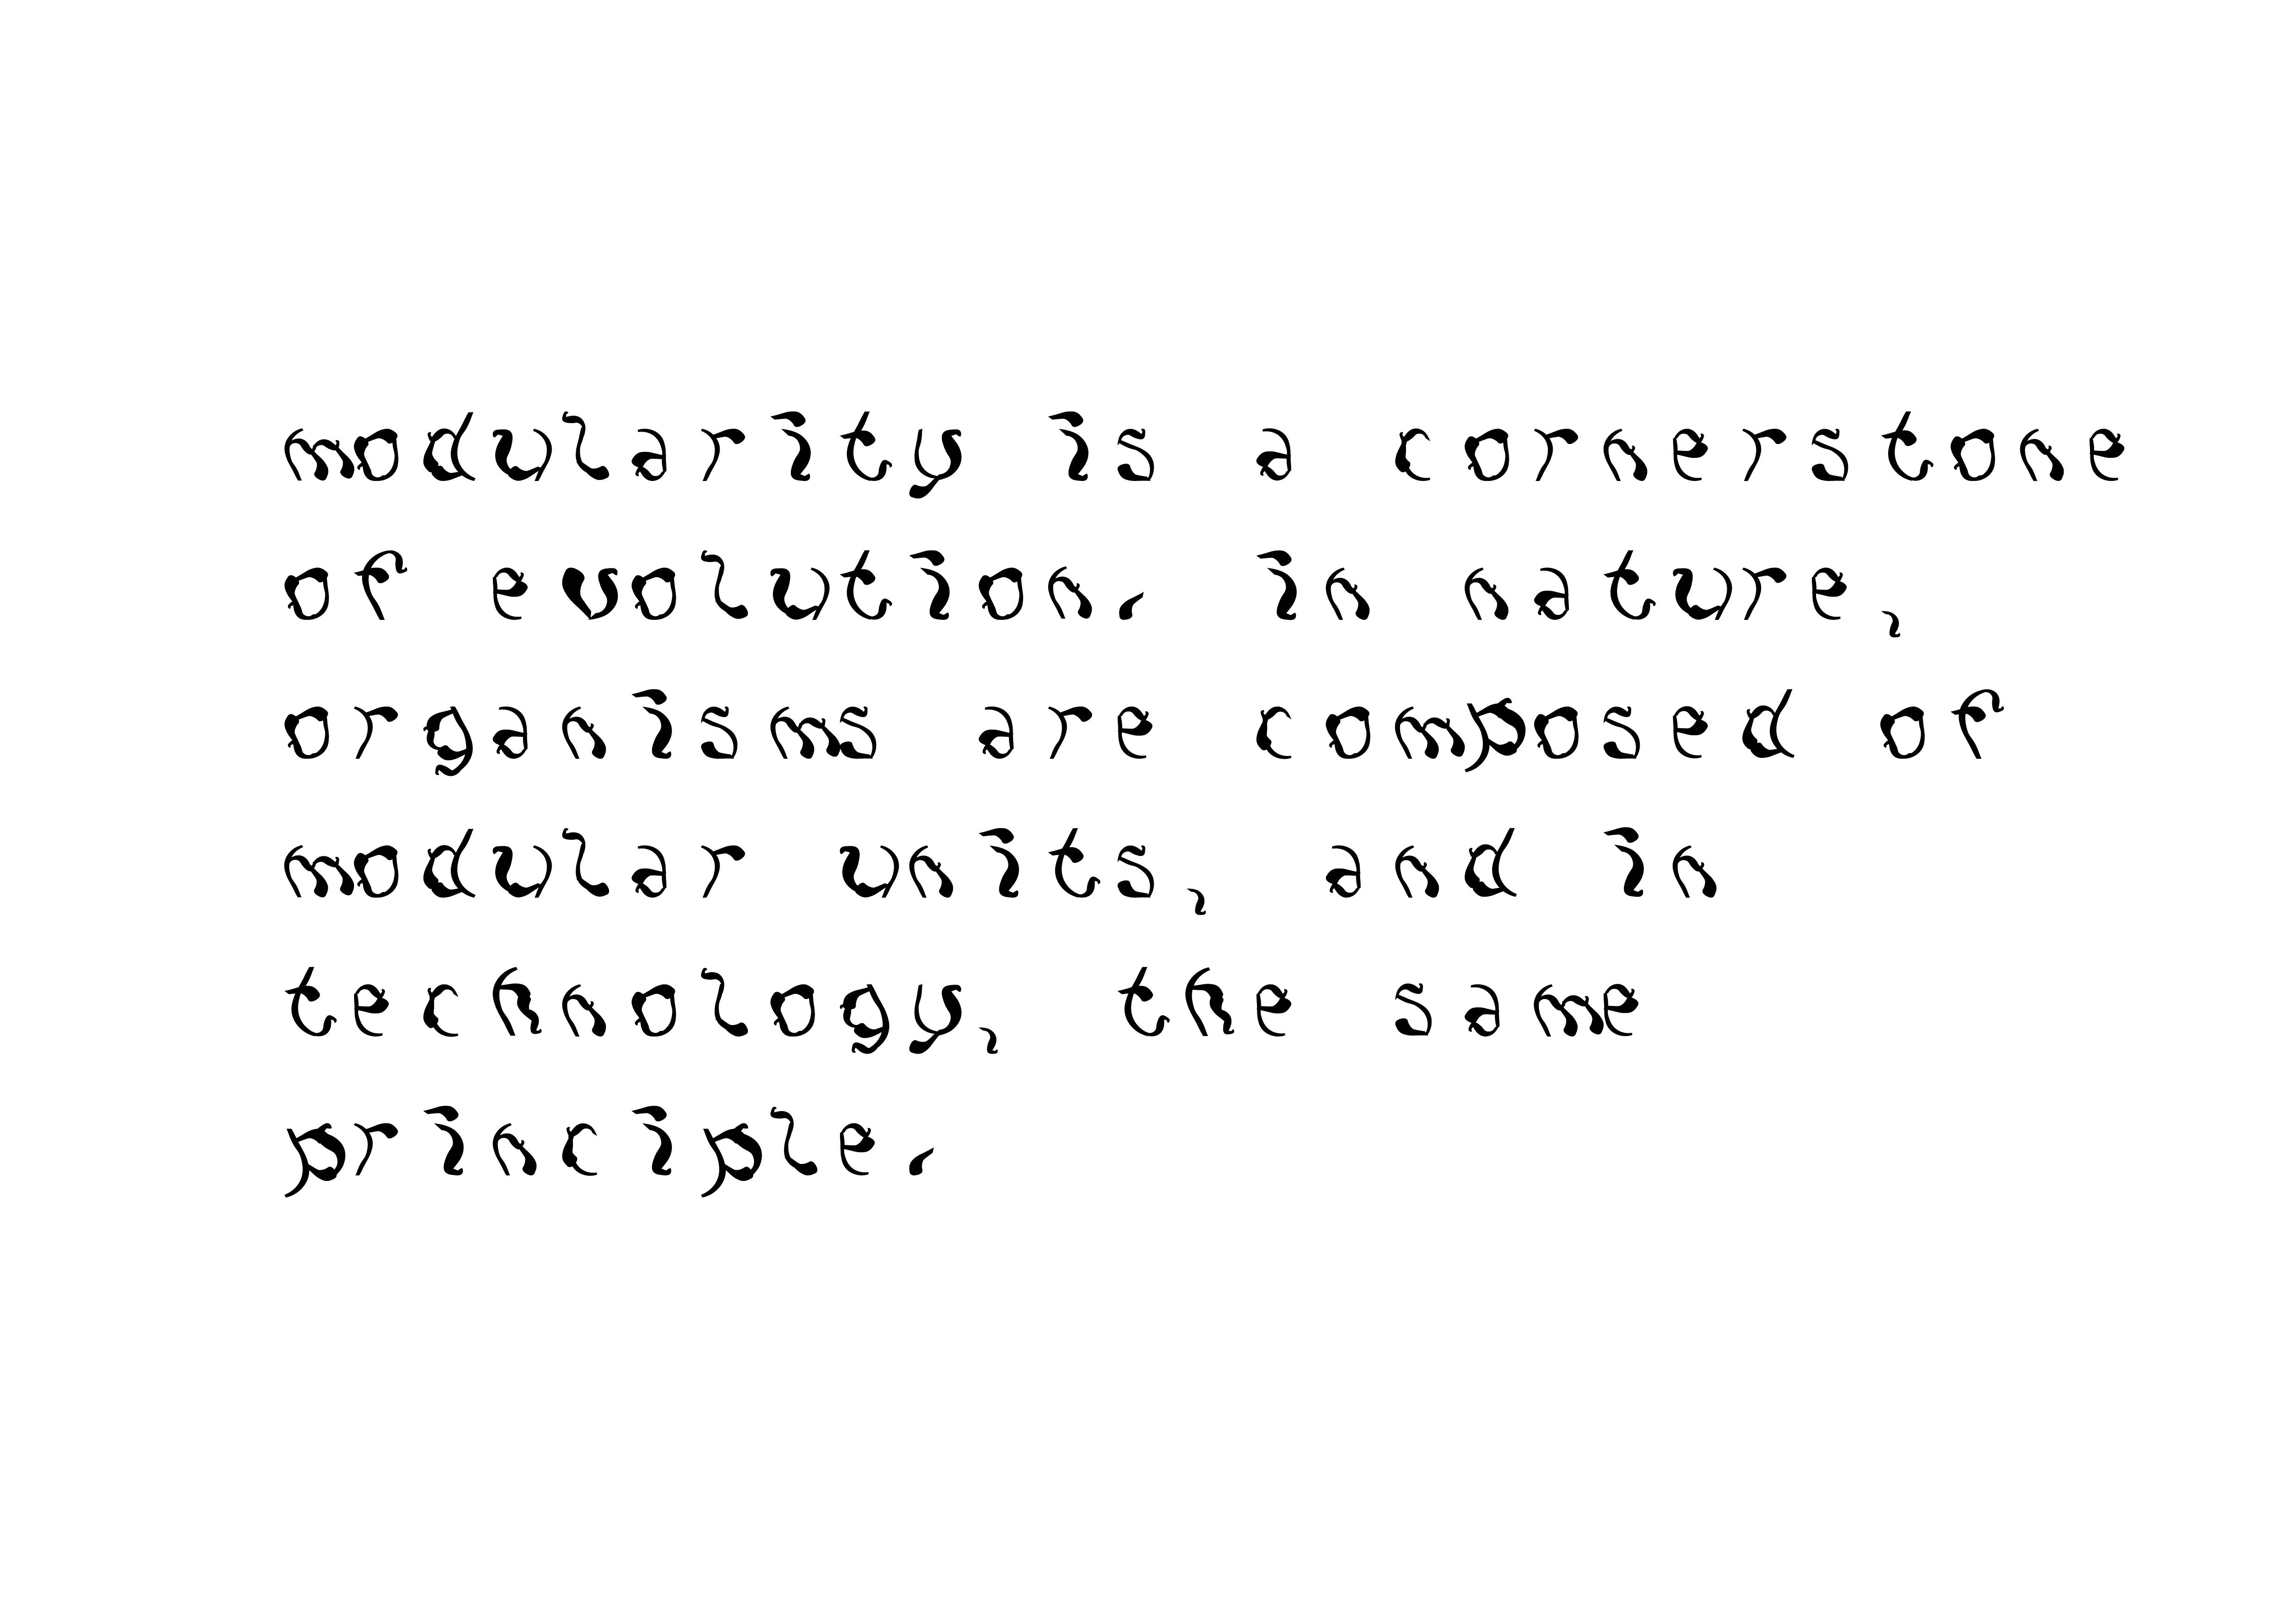 modularity is a cornerstone
of evolution. in nature,
organisms are composed of
modular units, and in
technology, the same
principle.